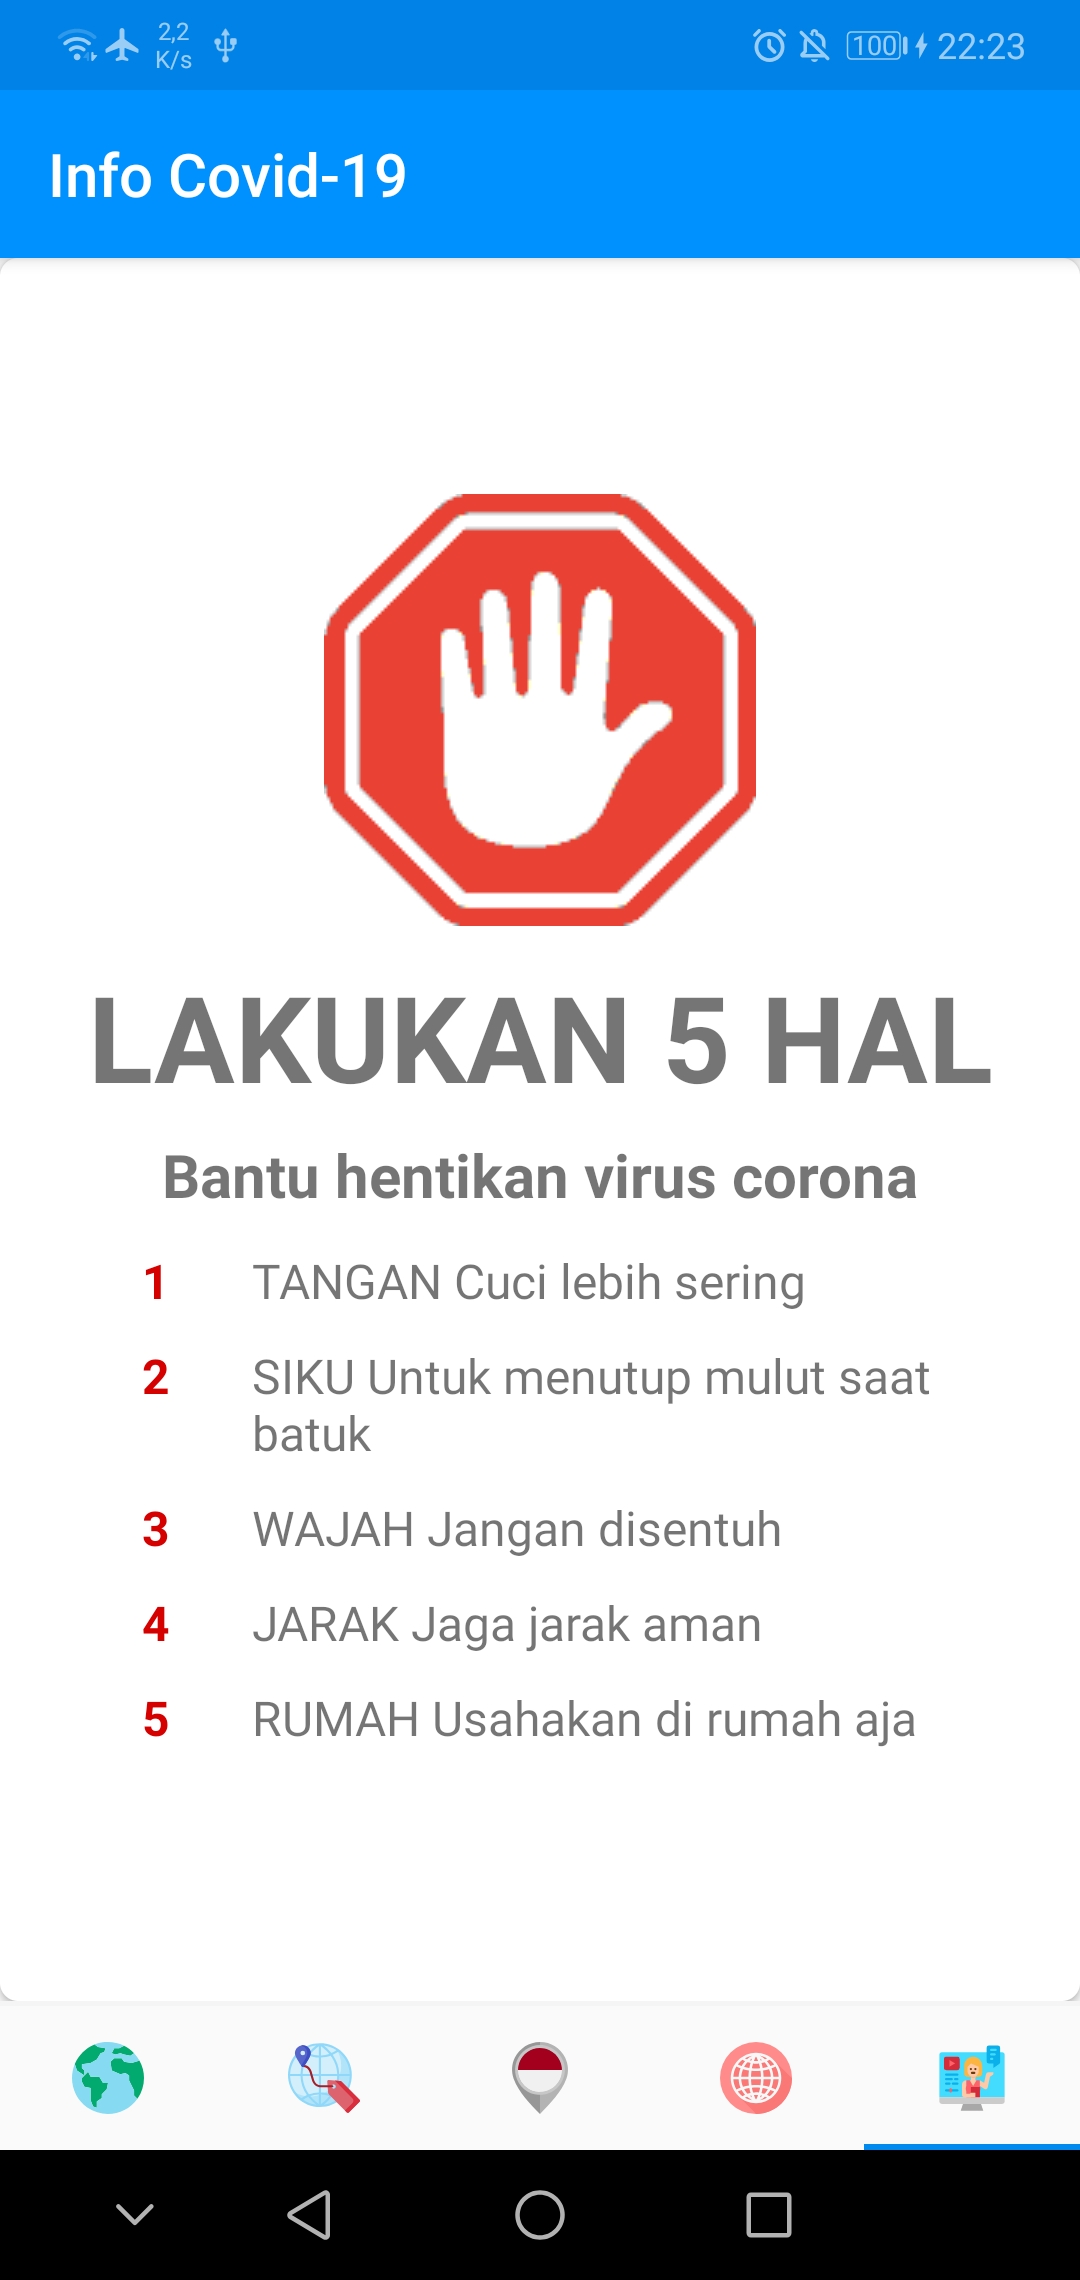 2,2
K/s
100
22:23
Info Covid-19
LAKUKAN 5 HAL
Bantu hentikan virus corona
1 TANGAN Cuci lebih sering
2 SIKU Untuk menutup mulut saat
batuk
3 WAJAH Jangan disentuh
4 JARAK Jaga jarak aman
5 RUMAH Usahakan di rumah aja